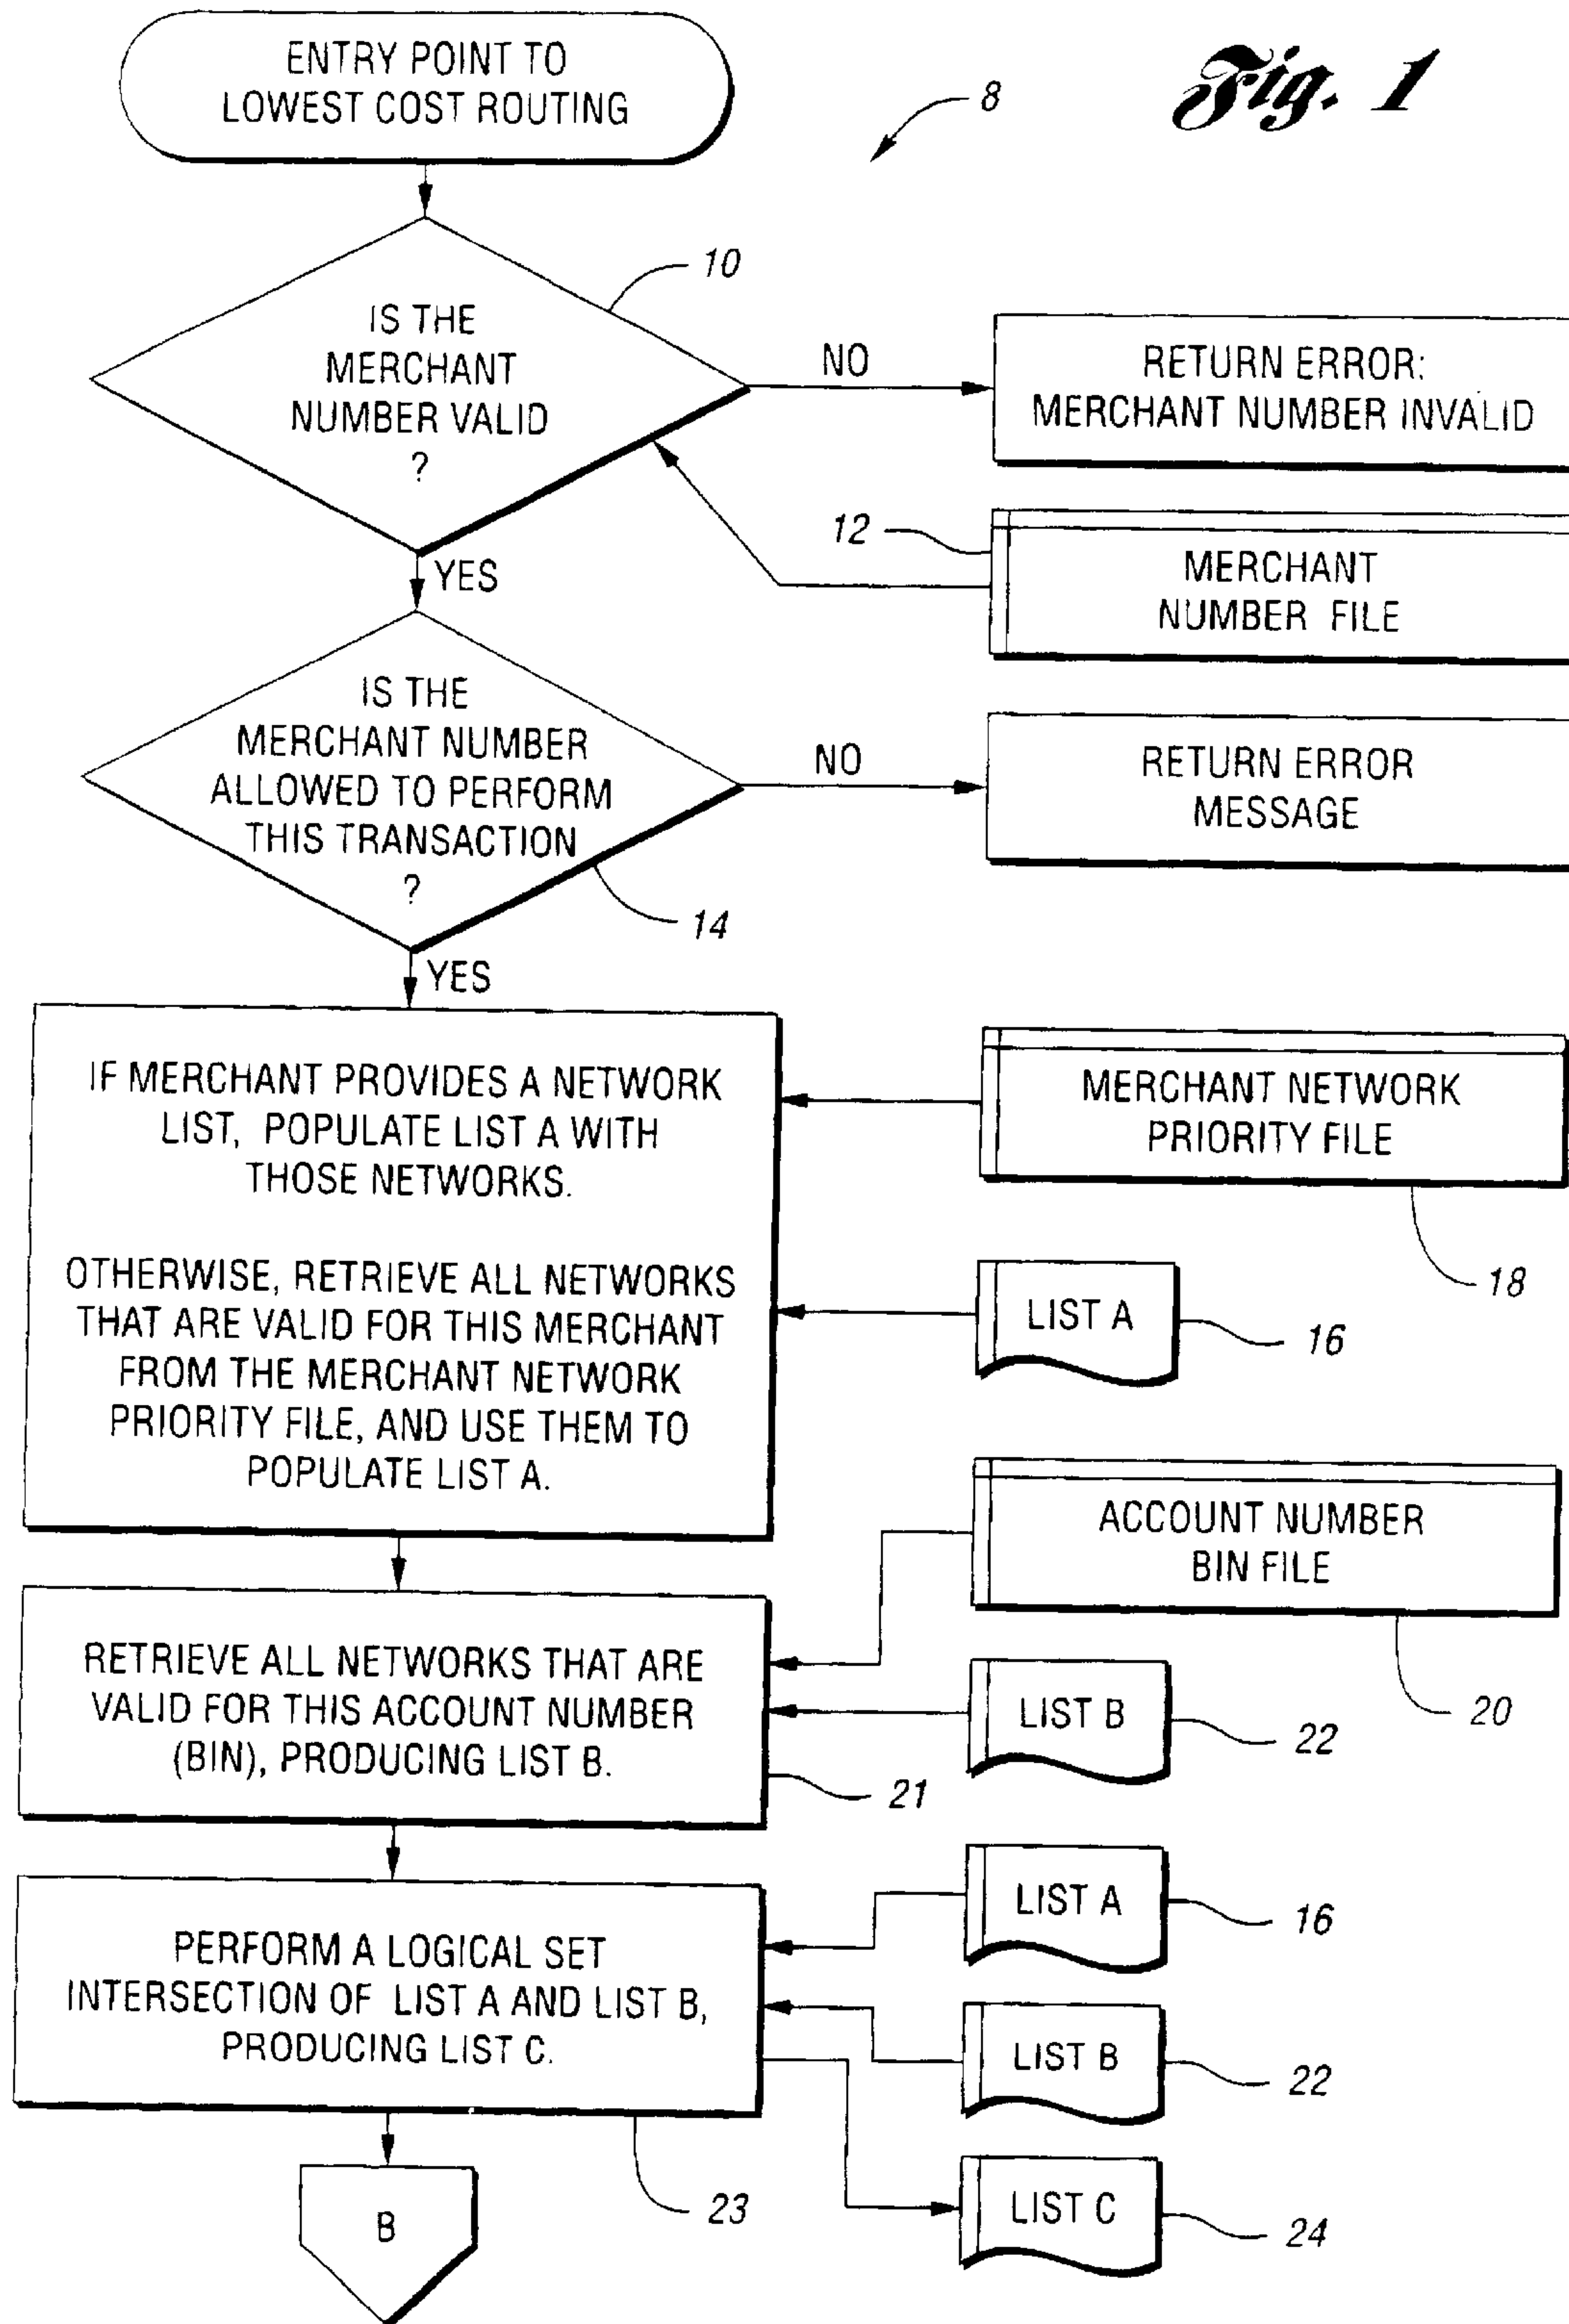 ENTRY POINT TO
LOWEST COST ROUTING
8
Fig. 1
10
IS THE
MERCHANT
NUMBER VALID
?
NO
RETURN ERROR:
MERCHANT NUMBER INVALID
12
MERCHANT
NUMBER FILE
YES
IS THE
MERCHANT NUMBER
ALLOWED TO PERFORM
THIS TRANSACTION
?
NO
RETURN ERROR
MESSAGE
14
YES
IF MERCHANT PROVIDES A NETWORK
LIST, POPULATE LIST A WITH
THOSE NETWORKS.
OTHERWISE, RETRIEVE ALL NETWORKS
THAT ARE VALID FOR THIS MERCHANT
FROM THE MERCHANT NETWORK
PRIORITY FILE, AND USE THEM TO
POPULATE LIST A.
MERCHANT NETWORK
PRIORITY FILE
18
LIST A
16
ACCOUNT NUMBER
BIN FILE
20
RETRIEVE ALL NETWORKS THAT ARE
VALID FOR THIS ACCOUNT NUMBER
(BIN), PRODUCING LIST B.
21
LIST B
22
PERFORM A LOGICAL SET
INTERSECTION OF LIST A AND LIST B,
PRODUCING LIST C.
23
LIST A
16
LIST B
22
LIST C
24
B